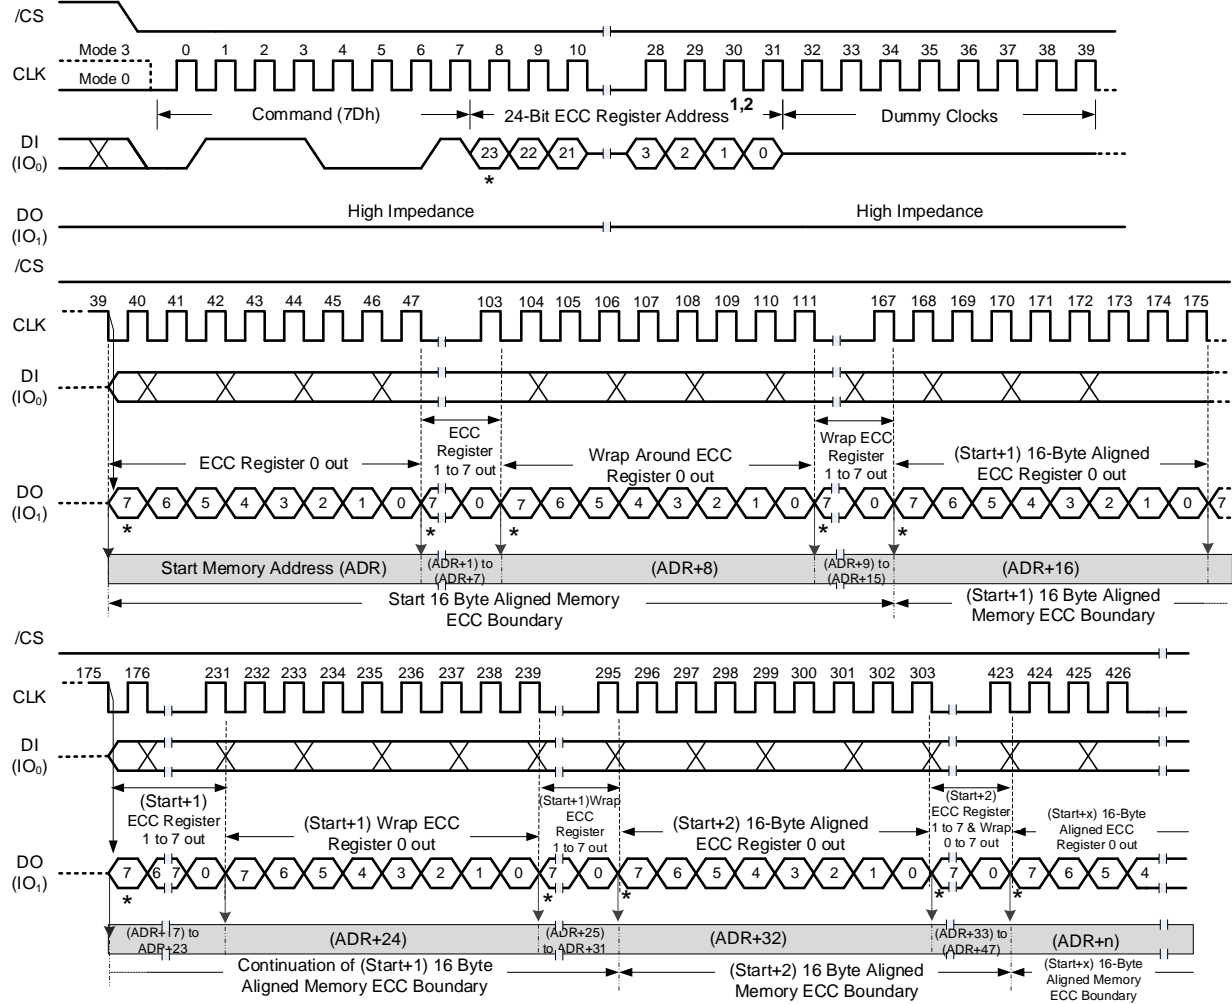 /CS
Mode 3 0 1 2 3 4 5 6 7 8 9 10 28 29 30 31 32 33 34 35 36 37 38 39
CLK Mode 0
Command (7Dh) 24-Bit ECC Register Address 1,2 Dummy Clocks
DI
(IO0)
23 22 21 3 2 1 0
*
DO
(IO1)
High Impedance High Impedance
/CS
39 40 41 42 43 44 45 46 47 103 104 105 106 107 108 109 110 111 167 168 169 170 171 172 173 174 175
CLK
DI
(IO0)
ECC Register 0 out
ECC
Register
1 to 7 out
Wrap Around ECC
Register 0 out
Wrap ECC
Register
1 to 7 out
(Start+1) 16-Byte Aligned
ECC Register 0 out
DO
(IO1)
7 6 5 4 3 2 1 0 7 0 7 6 5 4 3 2 1 0 7 0 7 6 5 4 3 2 1 0 7
* * * * *
Start Memory Address (ADR)
(ADR+1) to
(ADR+7)
(ADR+8)
(ADR+9) to
(ADR+15)
(ADR+16)
Start 16 Byte Aligned Memory
ECC Boundary
(Start+1) 16 Byte Aligned
Memory ECC Boundary
/CS
175 176 231 232 233 234 235 236 237 238 239 295 296 297 298 299 300 301 302 303 423 424 425 426
CLK
DI
(IO0)
(Start+1)
ECC Register
1 to 7 out
(Start+1) Wrap ECC
Register 0 out
(Start+1)Wrap
ECC
Register
1 to 7 out
(Start+2) 16-Byte Aligned
ECC Register 0 out
(Start+2)
ECC Register
1 to 7 & Wrap
0 to 7 out
(Start+x) 16-Byte
Aligned ECC
Register 0 out
DO
(IO1)
7 6 7 0 7 6 5 4 3 2 1 0 7 0 7 6 5 4 3 2 1 0 7 0 7 6 5 4
* * * * *
(ADR+17) to
ADR+23
(ADR+24)
(ADR+25)
to ADR+31
(ADR+32)
(ADR+33) to
(ADR+47)
(ADR+n)
Continuation of (Start+1) 16 Byte
Aligned Memory ECC Boundary
(Start+2) 16 Byte Aligned
Memory ECC Boundary
(Start+x) 16-Byte
Aligned Memory
ECC Boundary